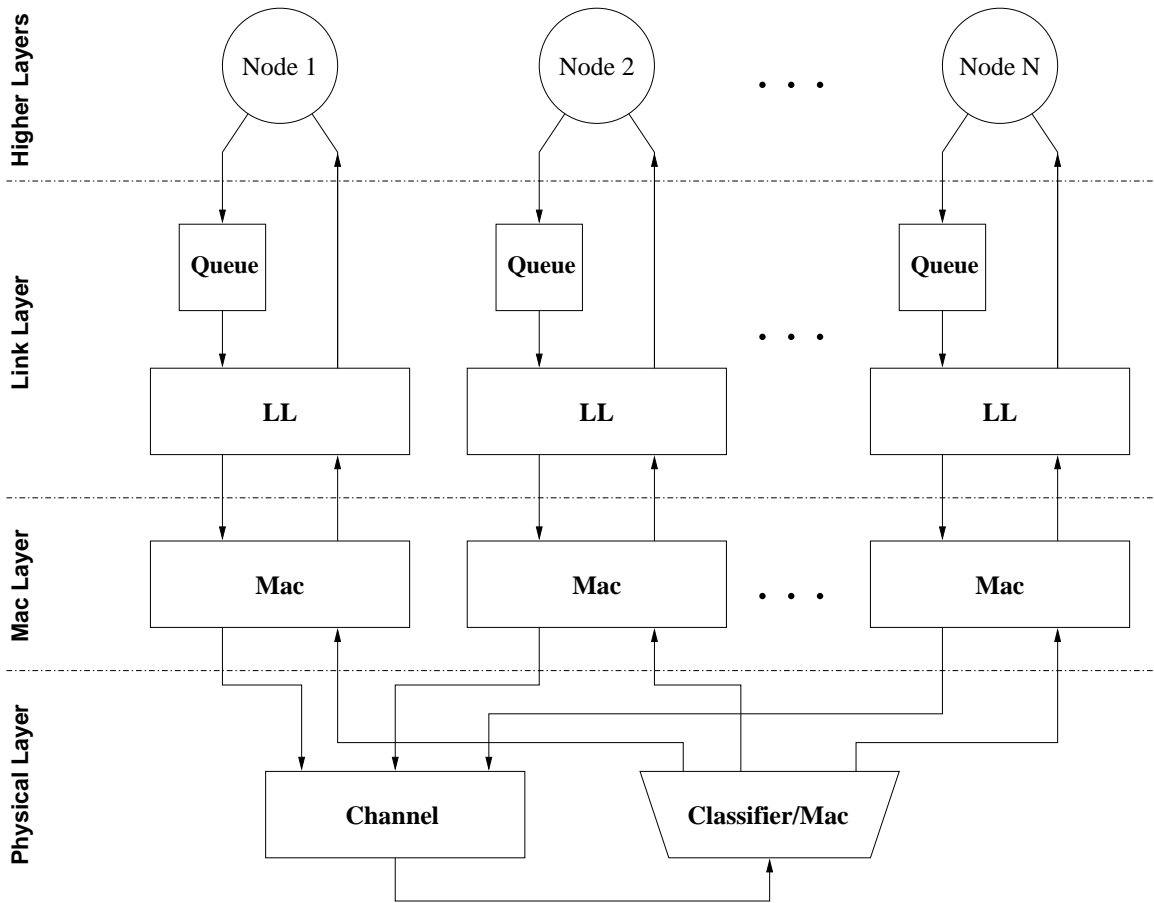 Higher Layers
Node 1
Node 2
. . .
Node N
Link Layer
Queue
Queue
Queue
. . .
LL
LL
LL
Mac Layer
Mac
Mac
. . .
Mac
Physical Layer
Channel
Classifier/Mac